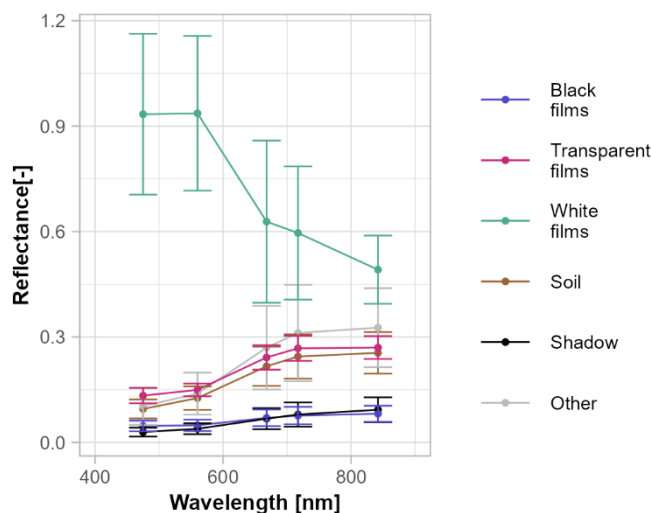 1.2
0.9
0.6
0.3
0.0
Reflectance[-]
400
600
800
Wavelength [nm]
Black
films
Transparent
films
White
films
Soil
Shadow
Other